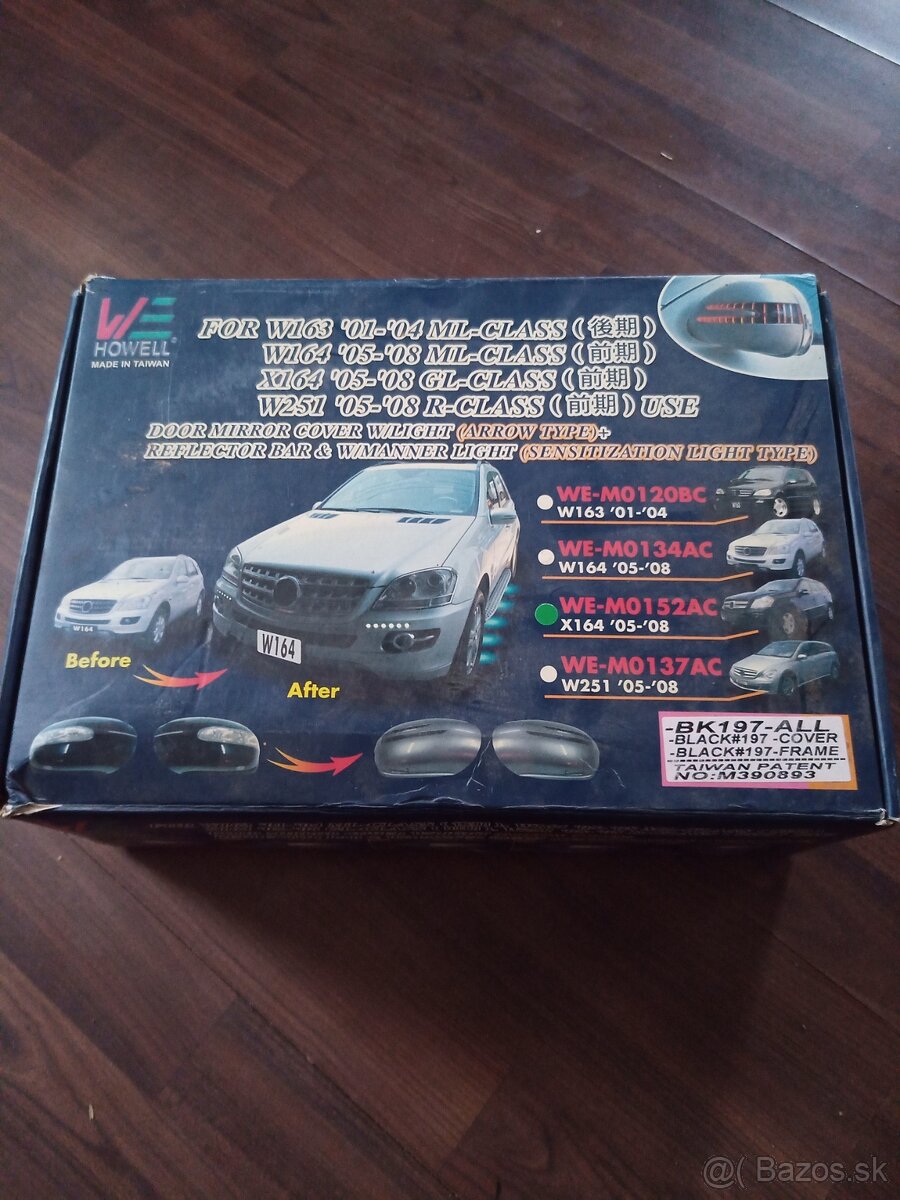 WE
HOWELL®
MADE IN TAIWAN
FOR W163 '01-'04 ML-CLASS (後期)
W164 '05-'08 ML-CLASS (前期)
X164 '05-'08 GL-CLASS (前期)
W251 '05-'08 R-CLASS (前期) USE
DOOR MIRROR COVER W/LIGHT (ARROW TYPE)+
REFLECTOR BAR & W/MANNER LIGHT (SENSITIZATION LIGHT TYPE)
WE-M0120BC
W163 '01-'04
WE-M0134AC
W164 '05-'08
WE-M0152AC
X164 '05-'08
WE-M0137AC
W251 '05-'08
W164
Before
W164
After
-BK197-ALL
-BLACK#197 -COVER
-BLACK#197-FRAME
TAIWAN PATENT
NO:M390893
@( Bazos.sk